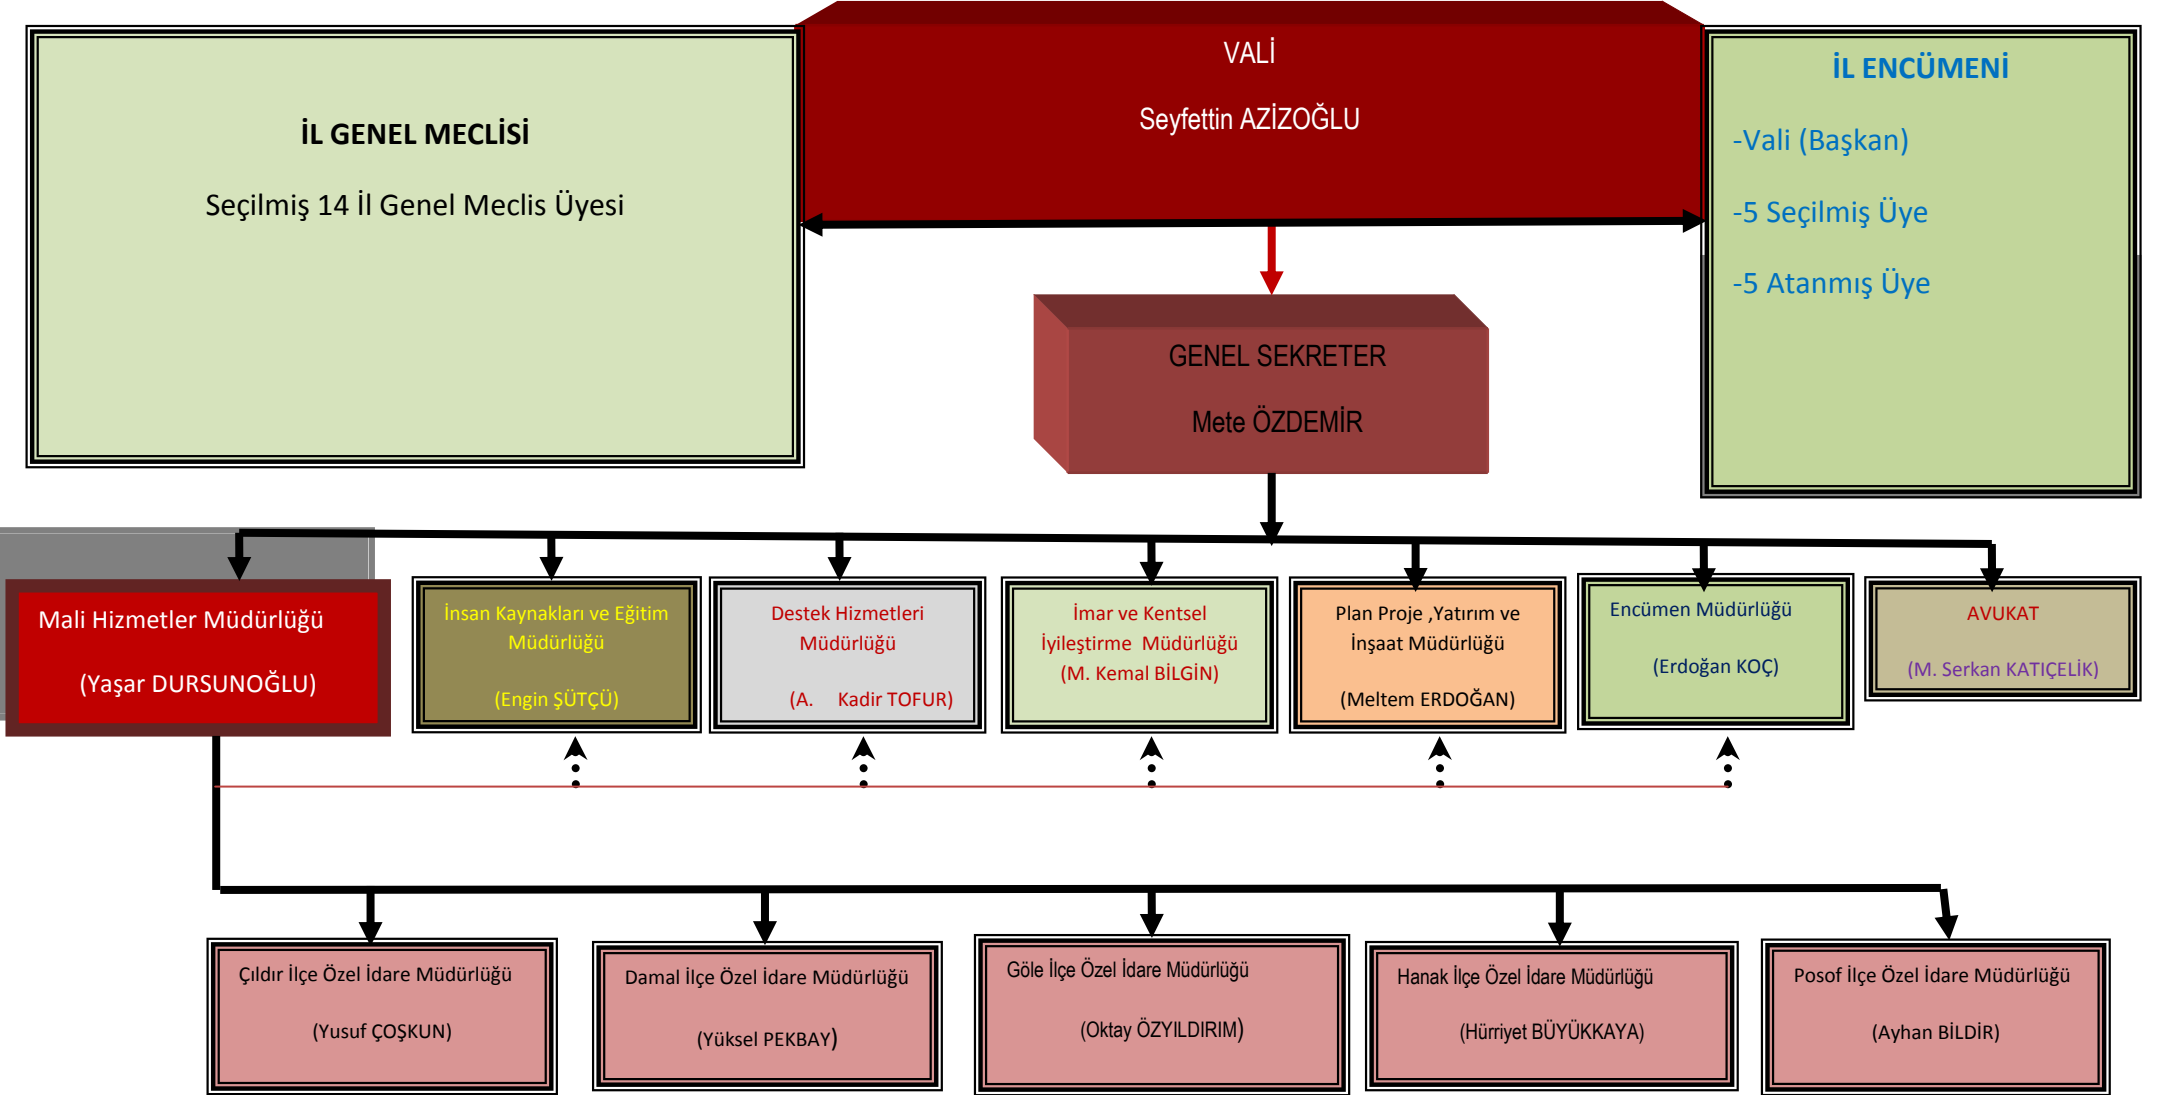 VALİ
Seyfettin AZİZOĞLU
İL GENEL MECLİSİ
Seçilmiş 14 İl Genel Meclis Üyesi
İL ENCÜMENİ
-Vali (Başkan)
-5 Seçilmiş Üye
-5 Atanmış Üye
GENEL SEKRETER
Mete ÖZDEMİR
Mali Hizmetler Müdürlüğü
(Yaşar DURSUNOĞLU)
İnsan Kaynakları ve Eğitim
Müdürlüğü
(Engin ŞÜTÇÜ)
Destek Hizmetleri
Müdürlüğü
(A. Kadir TOFUR)
İmar ve Kentsel
İyileştirme Müdürlüğü
(M. Kemal BİLGİN)
Plan Proje ,Yatırım ve
İnşaat Müdürlüğü
(Meltem ERDOĞAN)
Encümen Müdürlüğü
(Erdoğan KOÇ)
AVUKAT
(M. Serkan KATIÇELİK)
Çıldır İlçe Özel İdare Müdürlüğü
(Yusuf ÇOŞKUN)
Damal İlçe Özel İdare Müdürlüğü
(Yüksel PEKBAY)
Göle İlçe Özel İdare Müdürlüğü
(Oktay ÖZYILDIRIM)
Hanak İlçe Özel İdare Müdürlüğü
(Hürriyet BÜYÜKKAYA)
Posof İlçe Özel İdare Müdürlüğü
(Ayhan BİLDİR)